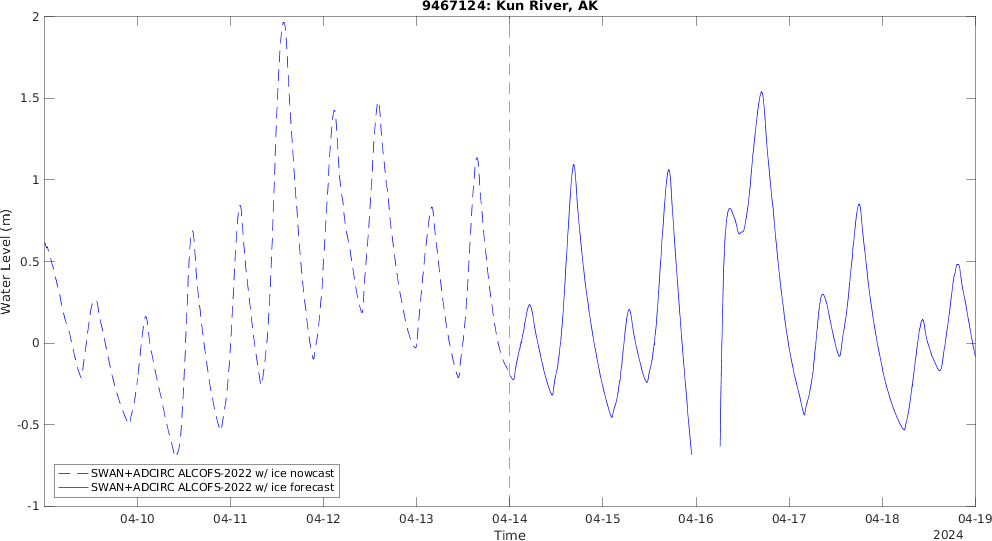 9467124: Kun River, AK
2
1.5
1
0.5
0
-0.5
-1
Water Level (m)
SWAN+ADCIRC ALCOFS-2022 w/ ice nowcast
SWAN+ADCIRC ALCOFS-2022 w/ ice forecast
04-10 04-11 04-12 04-13 04-14 04-15 04-16 04-17 04-18 04-19
Time
2024